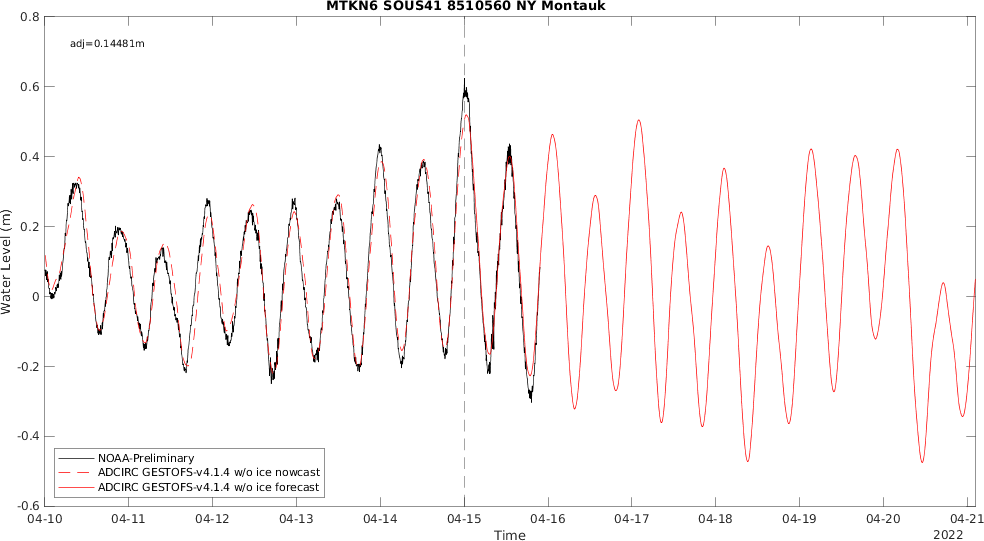 MTKN6 SOUS41 8510560 NY Montauk
adj=0.14481m
Water Level (m)
0.8
0.6
0.4
0.2
0
-0.2
-0.4
-0.6
NOAA-Preliminary
ADCIRC GESTOFS-v4.1.4 w/o ice nowcast
ADCIRC GESTOFS-v4.1.4 w/o ice forecast
04-10 04-11 04-12 04-13 04-14 04-15 04-16 04-17 04-18 04-19 04-20 04-21
Time
2022